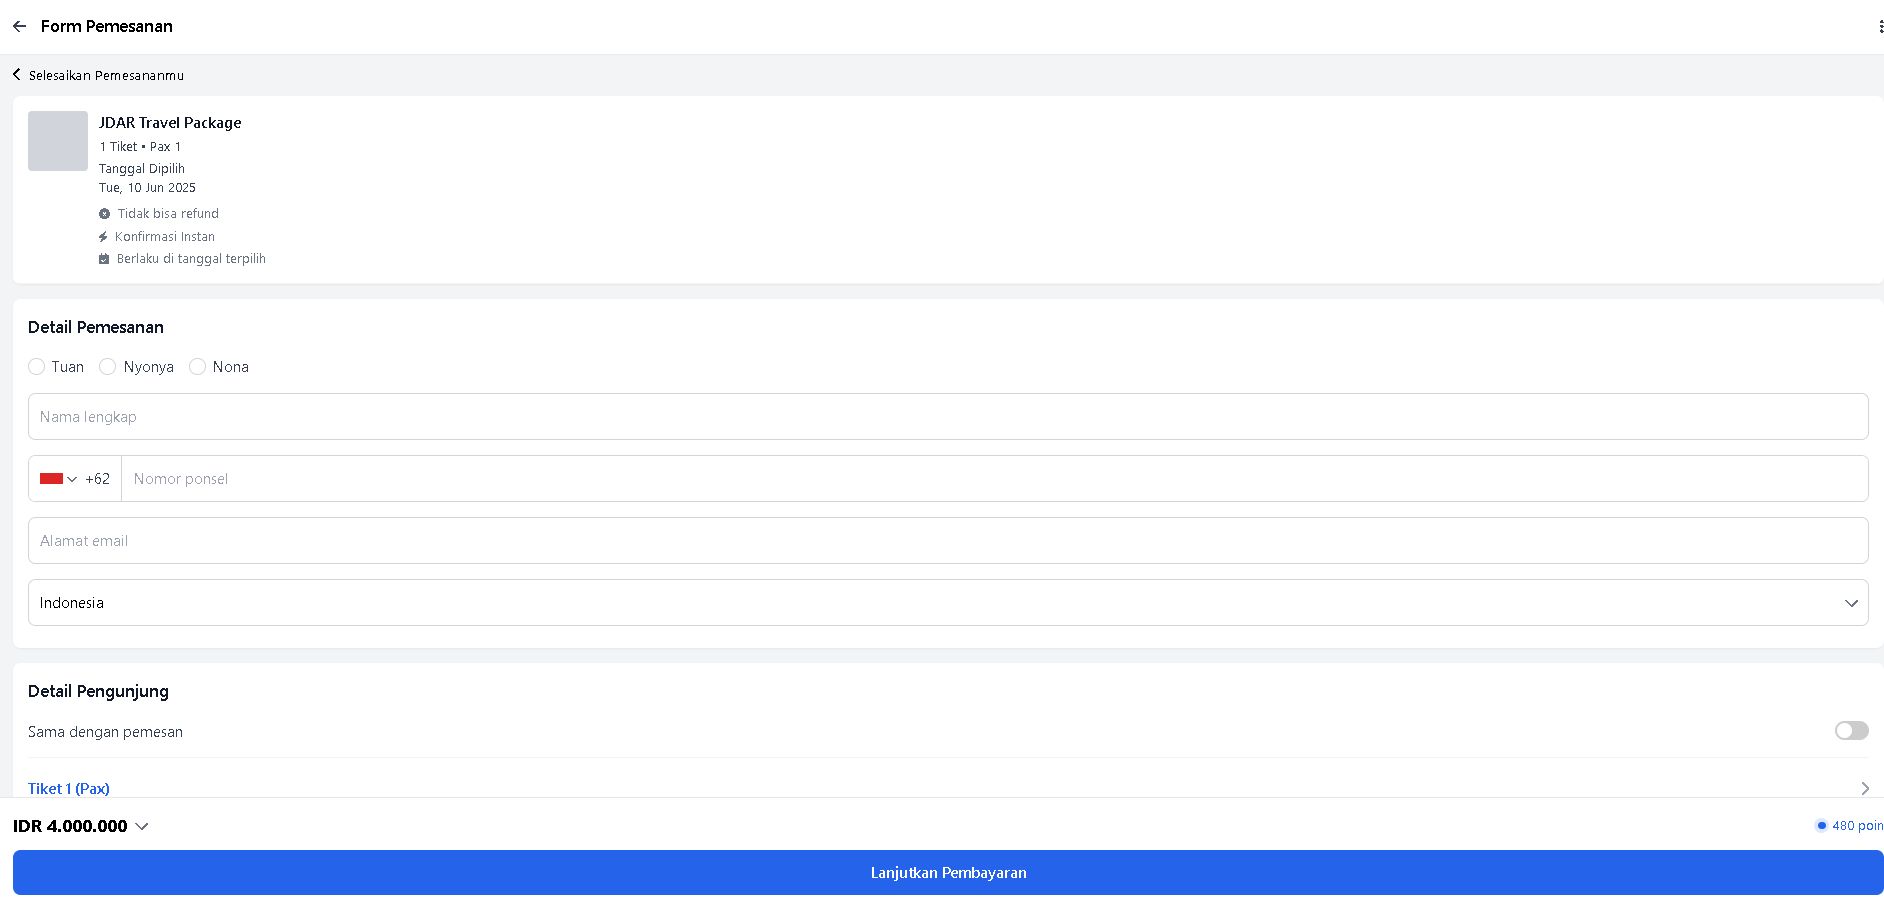 Form Pemesanan
Selesaikan Pemesananmu
JDAR Travel Package
1 Tiket • Pax 1
Tanggal Dipilih
Tue, 10 Jun 2025
Tidak bisa refund
Konfirmasi Instan
Berlaku di tanggal terpilih
Detail Pemesanan
Tuan Nyonya Nona
Nama lengkap
+62 Nomor ponsel
Alamat email
Indonesia
Detail Pengunjung
Sama dengan pemesan
Tiket 1 (Pax)
IDR 4.000.000 480 poin
Lanjutkan Pembayaran